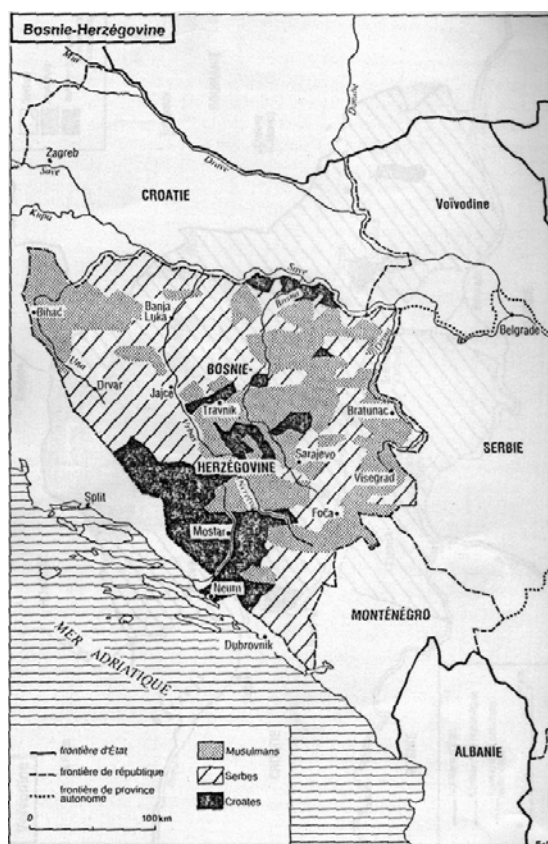 Bosnie-Herzégovine
Mur
Danube
Zagreb
Save
Drave
CROATIE
Voïvodine
Kupa
Save
Bihać
Banja
Luka
Bosna
Belgrade
Una
Drvar
BOSNIE
Jajce
Travnik
Bratunac
Vrbas
Sarajevo
SERBIE
HERZÉGOVINE
Visegrad
Split
Neretva
Foča
Mostar
Neum
MONTÉNÉGRO
Dubrovnik
MER ADRIATIQUE
ALBANIE
frontière d'État
frontière de république
frontière de province
autonome
Musulmans
Serbes
Croates
0
100 km